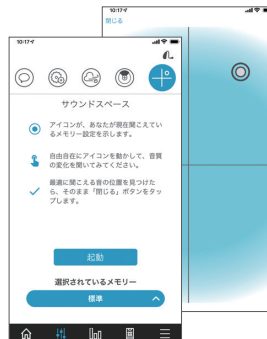 10:17
閉じる
10:17
サウンドスペース
アイコンが、あなたが現在聞こえてい
るメモリー設定を示します。
自由自在にアイコンを動かして、音質
の変化を聞いてみてください。
最適に聞こえる音の位置を見つけた
ら、そのまま「閉じる」ボタンをタッ
プします。
起動
選択されているメモリー
標準